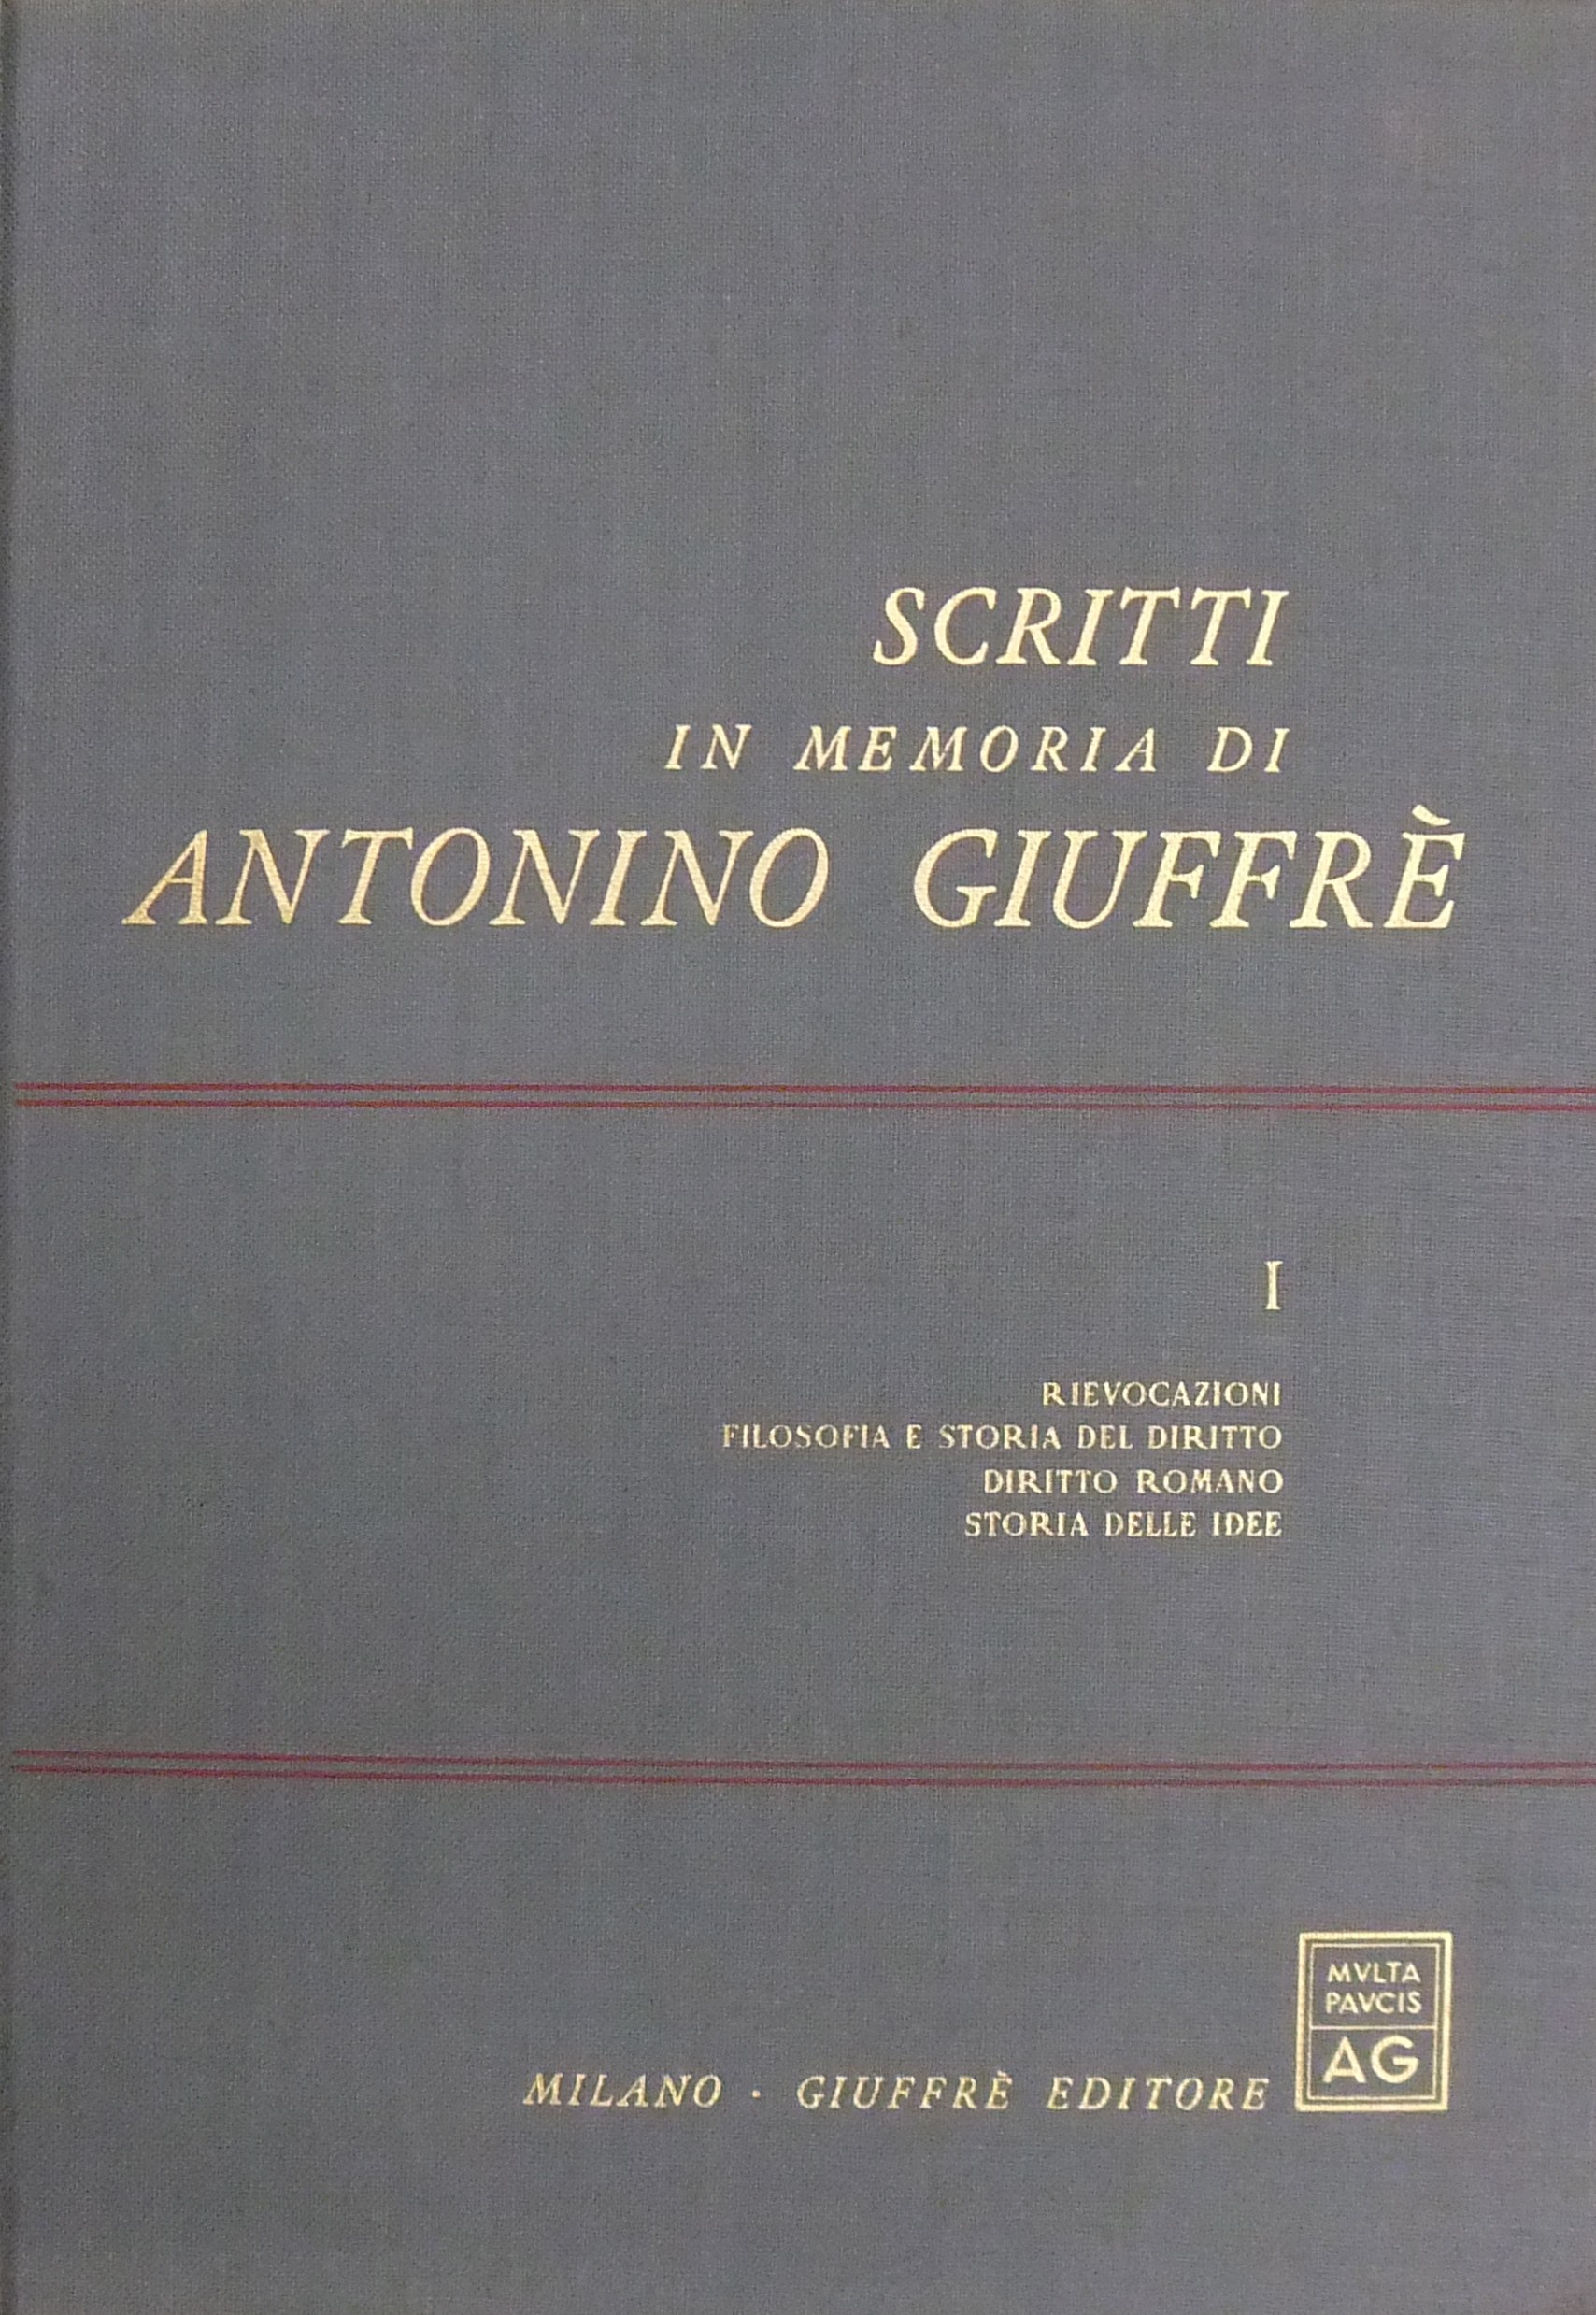 SCRITTI
IN MEMORIA DI
ANTONINO GIUFFRÈ
I
RIEVOCAZIONI
FILOSOFIA E STORIA DEL DIRITTO
DIRITTO ROMANO
STORIA DELLE IDEE
MVLTA
PAVCIS
AG
MILANO · GIUFFRÈ EDITORE